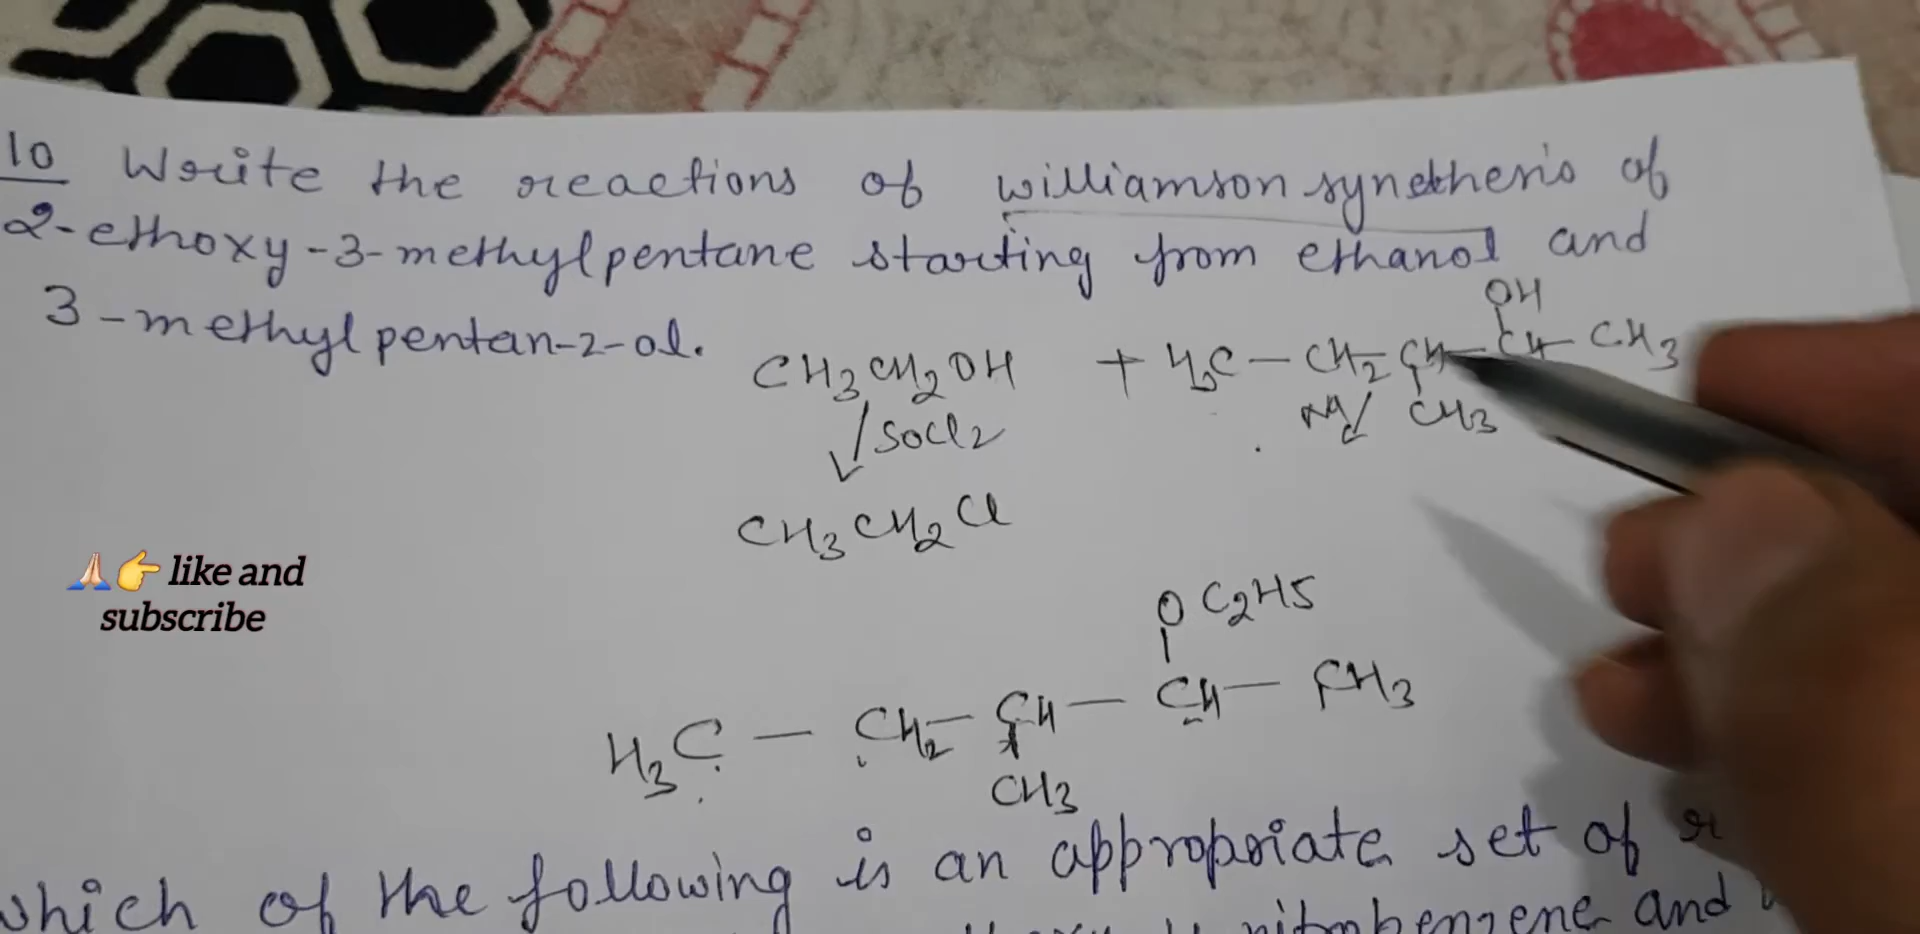 10 Write the reactions of williamson synethesis of
2-ethoxy-3-methylpentane starting from ethanol and
3-methylpentan-2-ol.
OH
CH3CH2OH + H3C-CH2-CH-CH-CH3
Na CH3
SOCl2
CH3CH2Cl
🙏🏻👉 like and
subscribe
OC2H5
H3C-CH2-CH-CH-CH3
CH3
which of the following is an appropriate set of
nitrobenzene and